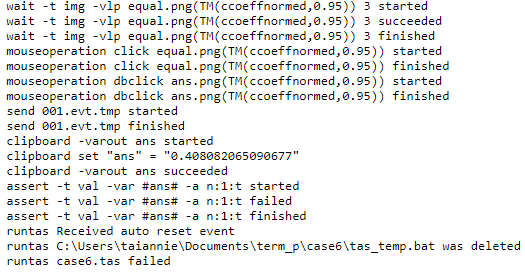 wait -t img -vlp equal.png(TM(ccoeffnormed,0.95)) 3 started
wait -t img -vlp equal.png(TM(ccoeffnormed,0.95)) 3 succeeded
wait -t img -vlp equal.png(TM(ccoeffnormed,0.95)) 3 finished
mouseoperation click equal.png(TM(ccoeffnormed,0.95)) started
mouseoperation click equal.png(TM(ccoeffnormed,0.95)) finished
mouseoperation dbclick ans.png(TM(ccoeffnormed,0.95)) started
mouseoperation dbclick ans.png(TM(ccoeffnormed,0.95)) finished
send 001.evt.tmp started
send 001.evt.tmp finished
clipboard -varout ans started
clipboard set "ans" = "0.408082065090677"
clipboard -varout ans succeeded
assert -t val -var #ans# -a n:1:t started
assert -t val -var #ans# -a n:1:t failed
assert -t val -var #ans# -a n:1:t finished
runtas Received auto reset event
runtas C:\Users\taiannie\Documents\term_p\case6\tas_temp.bat was deleted
runtas case6.tas failed